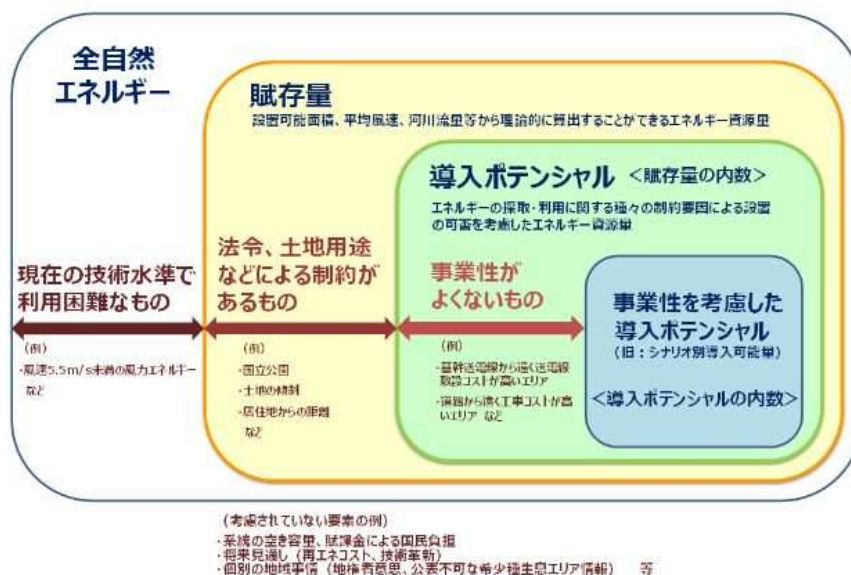 全自然
エネルギー
賦存量
設置可能面積、平均風速、河川流量等から理論的に算出することができるエネルギー資源量
導入ポテンシャル <賦存量の内数>
エネルギーの採取・利用に関する種々の制約要因による設置
の可否を考慮したエネルギー資源量
現在の技術水準で
利用困難なもの
(例)
・風速5.5m/s未満の風力エネルギー
など
法令、土地用途
などによる制約が
あるもの
(例)
・国立公園
・土地の傾斜
・居住地からの距離
など
事業性が
よくないもの
(例)
・基幹送電線から遠く送電線
敷設コストが高いエリア
・道路から遠く工事コストが高
いエリア など
事業性を考慮した
導入ポテンシャル
(旧:シナリオ別導入可能量)
<導入ポテンシャルの内数>
(考慮されていない要素の例)
・系統の空き容量、賦課金による国民負担
・将来見通し(再エネコスト、技術革新)
・個別の地域事情(地権者意思、公表不可な希少種生息エリア情報) 等